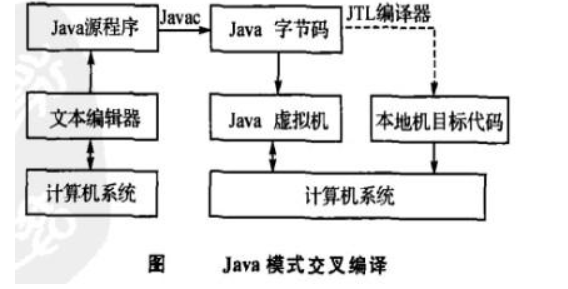 Javac
JTL编译器
Java源程序
Java 字节码
文本编辑器
Java 虚拟机
本地机目标代码
计算机系统
计算机系统
图 Java 模式交叉编译